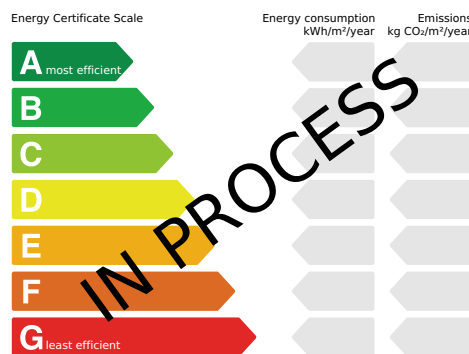 Energy Certificate Scale
Energy consumption
kWh/m²/year
Emissions
kg CO₂/m²/year
A most efficient
B
C
D
E
F
G least efficient
IN PROCESS